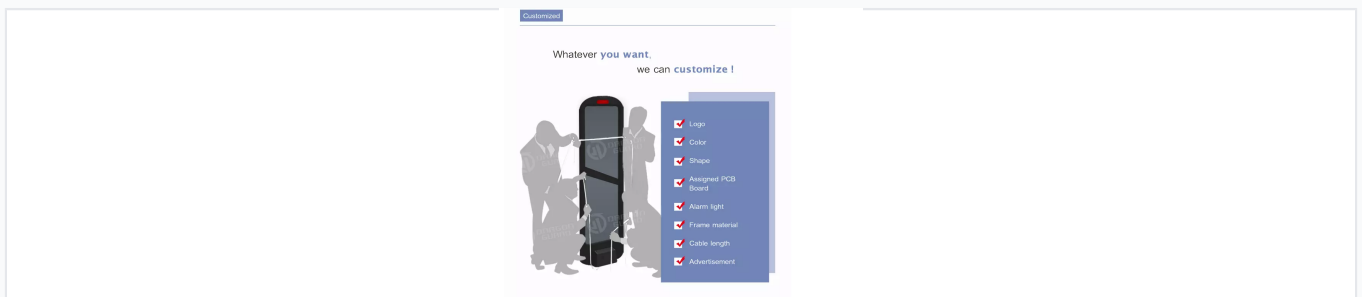 Customized
Whatever you want,
we can customize !
Logo
Color
Shape
Assigned PCB
Board
Alarm light
Frame material
Cable length
Advertisement